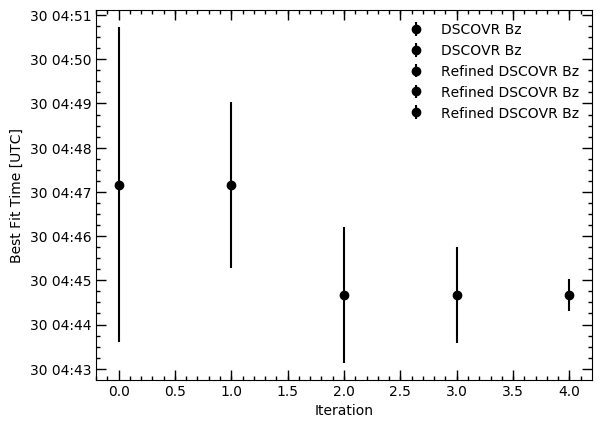 30 04:51
30 04:50
30 04:49
30 04:48
30 04:47
30 04:46
30 04:45
30 04:44
30 04:43
Best Fit Time [UTC]
DSCOVR Bz
DSCOVR Bz
Refined DSCOVR Bz
Refined DSCOVR Bz
Refined DSCOVR Bz
0.0 0.5 1.0 1.5 2.0 2.5 3.0 3.5 4.0
Iteration